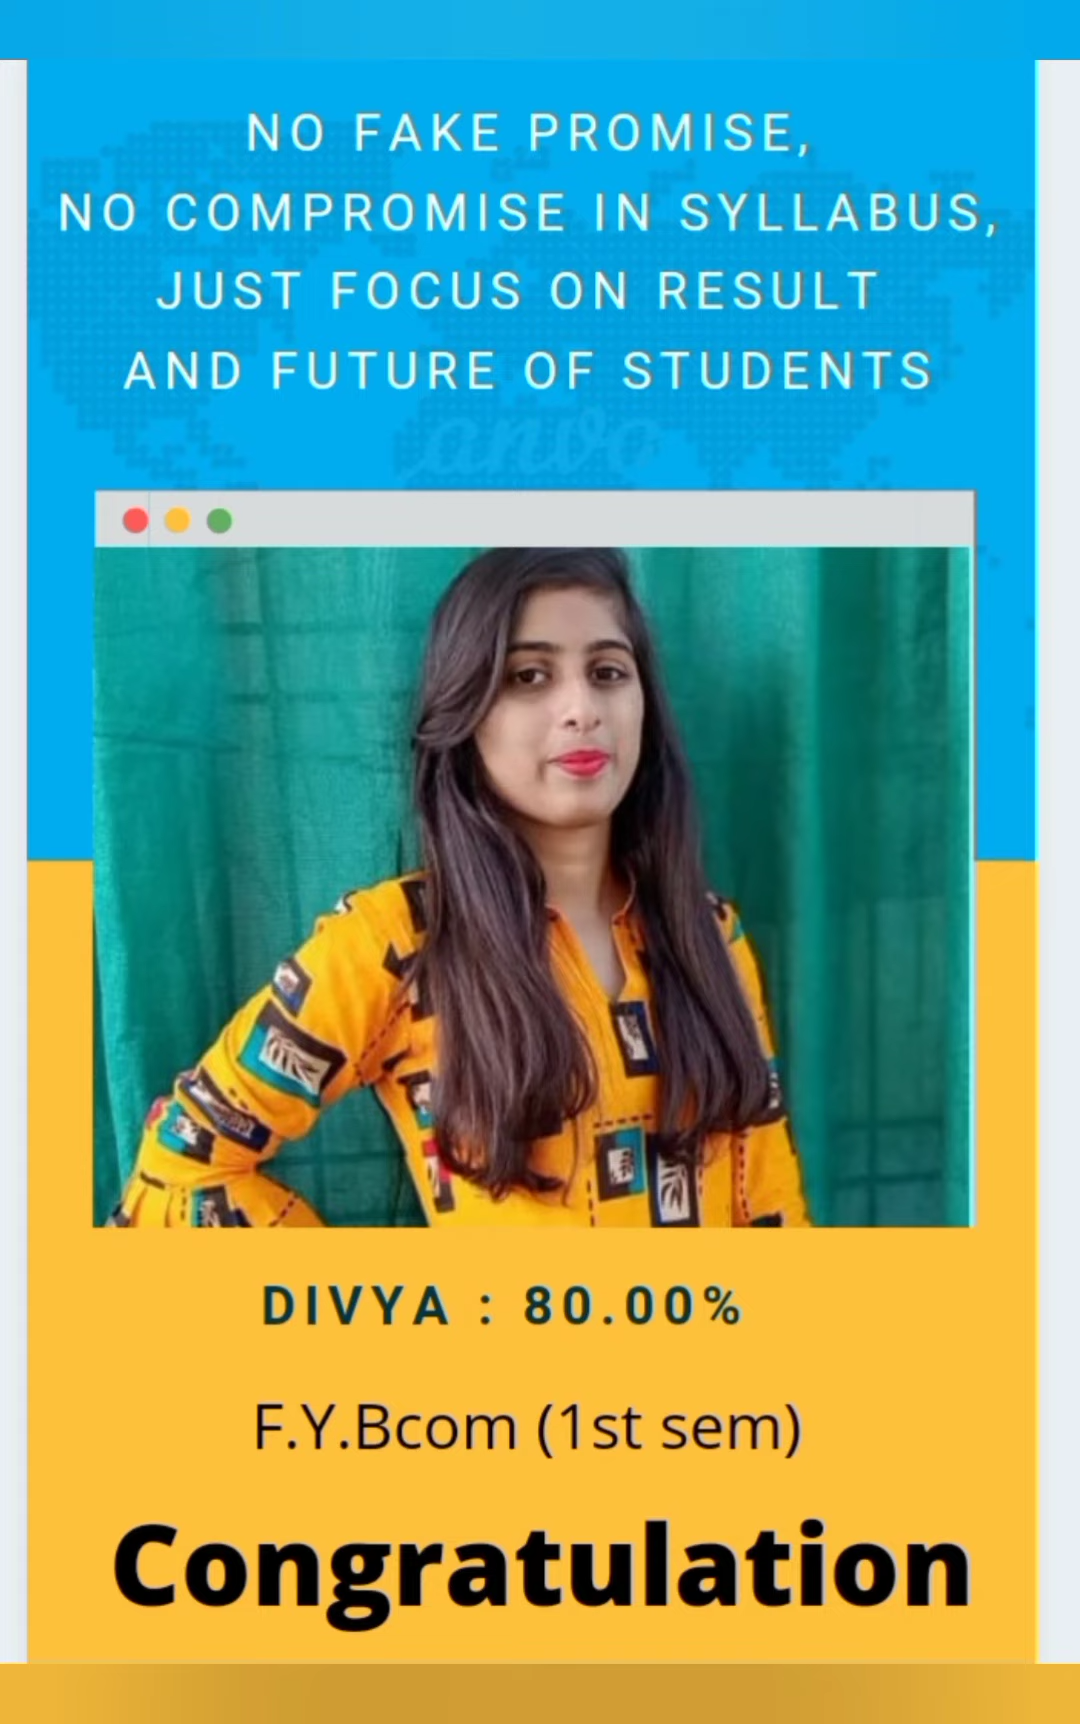 NO FAKE PROMISE,
NO COMPROMISE IN SYLLABUS,
JUST FOCUS ON RESULT
AND FUTURE OF STUDENTS
DIVYA : 80.00%
F.Y.Bcom (1st sem)
Congratulation